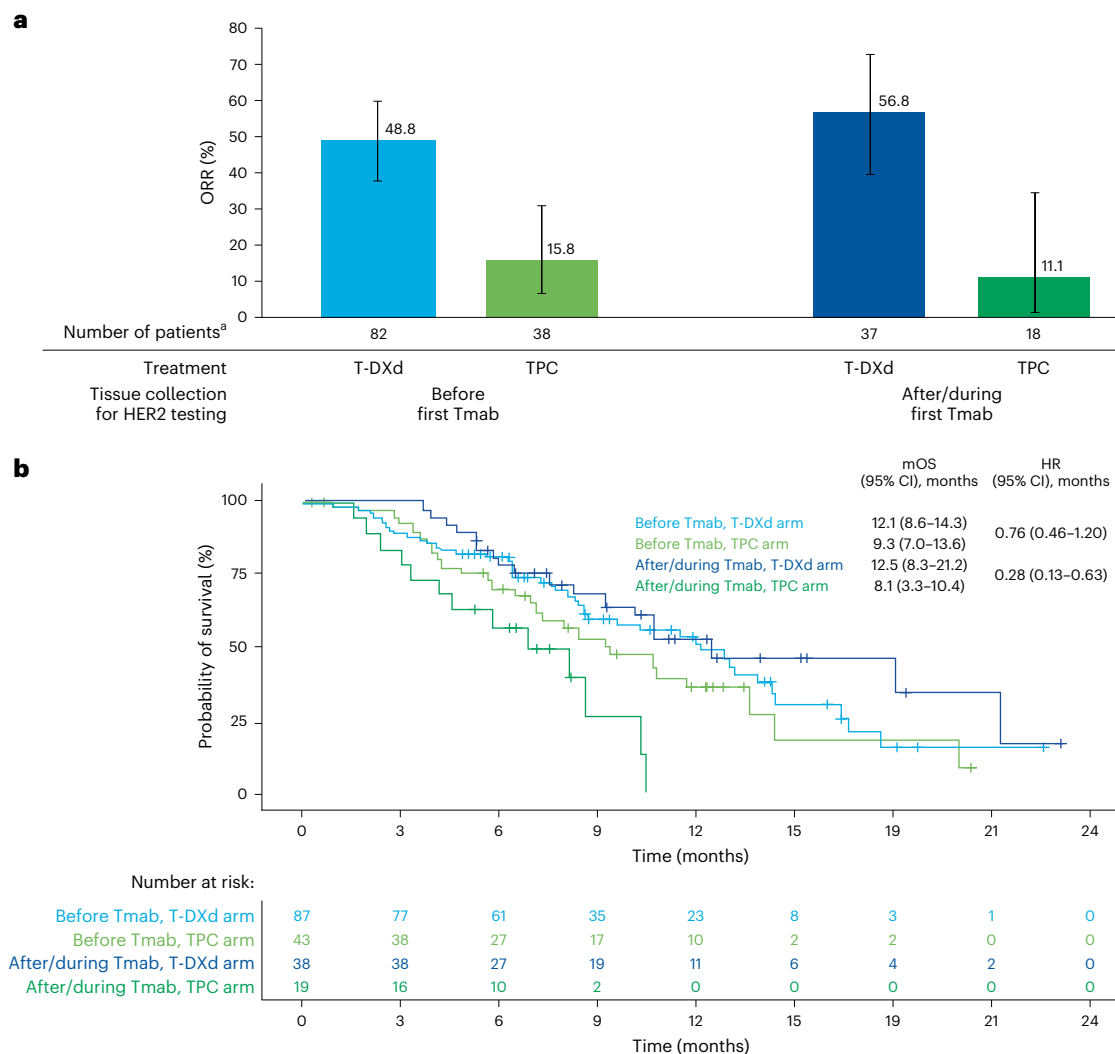 a
80
70
60
50
40
30
20
10
0
ORR (%)
48.8
15.8
56.8
11.1
Number of patientsᵃ 82 38 37 18
Treatment T-DXd TPC T-DXd TPC
Tissue collection for HER2 testing
Before first Tmab
After/during first Tmab
b
mOS (95% CI), months
HR (95% CI), months
Before Tmab, T-DXd arm 12.1 (8.6–14.3)
Before Tmab, TPC arm 9.3 (7.0–13.6)
0.76 (0.46–1.20)
After/during Tmab, T-DXd arm 12.5 (8.3–21.2)
After/during Tmab, TPC arm 8.1 (3.3–10.4)
0.28 (0.13–0.63)
Probability of survival (%)
100
75
50
25
0
0 3 6 9 12 15 19 21 24
Time (months)
Number at risk:
Before Tmab, T-DXd arm 87 77 61 35 23 8 3 1 0
Before Tmab, TPC arm 43 38 27 17 10 2 2 0 0
After/during Tmab, T-DXd arm 38 38 27 19 11 6 4 2 0
After/during Tmab, TPC arm 19 16 10 2 0 0 0 0 0
0 3 6 9 12 15 19 21 24
Time (months)